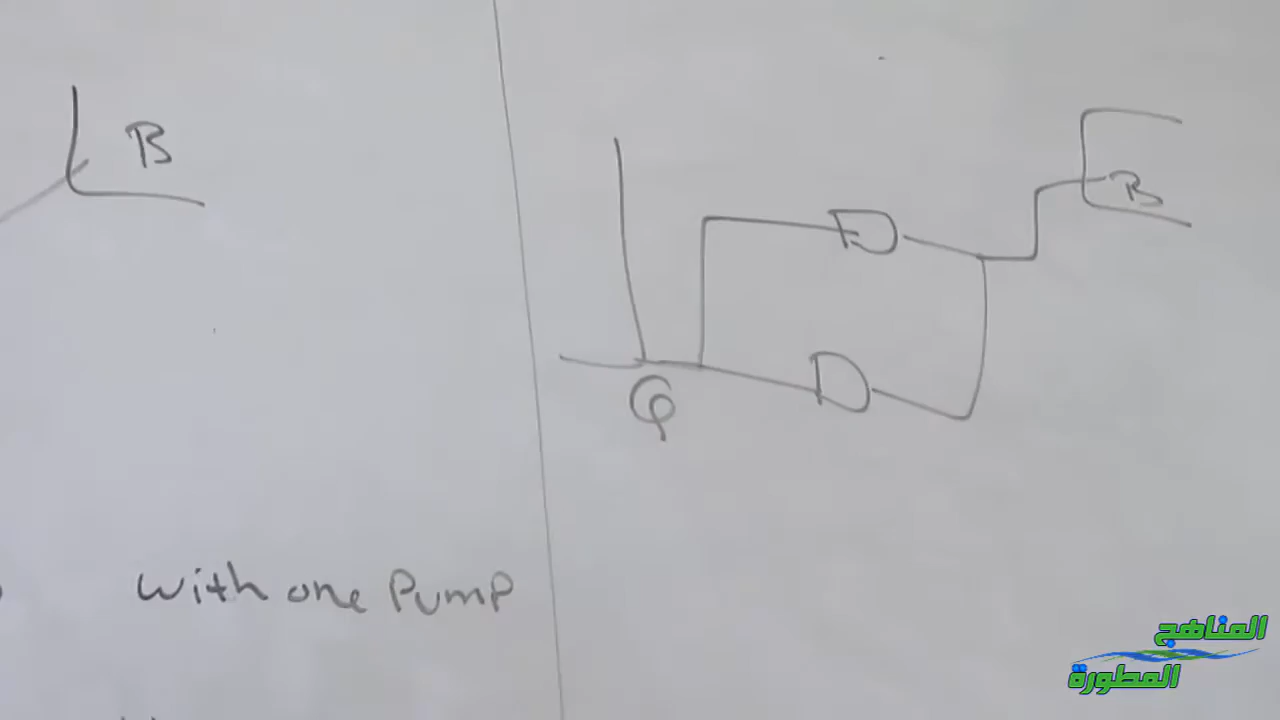 B
with one Pump
B
Q
المناهج
المطورة